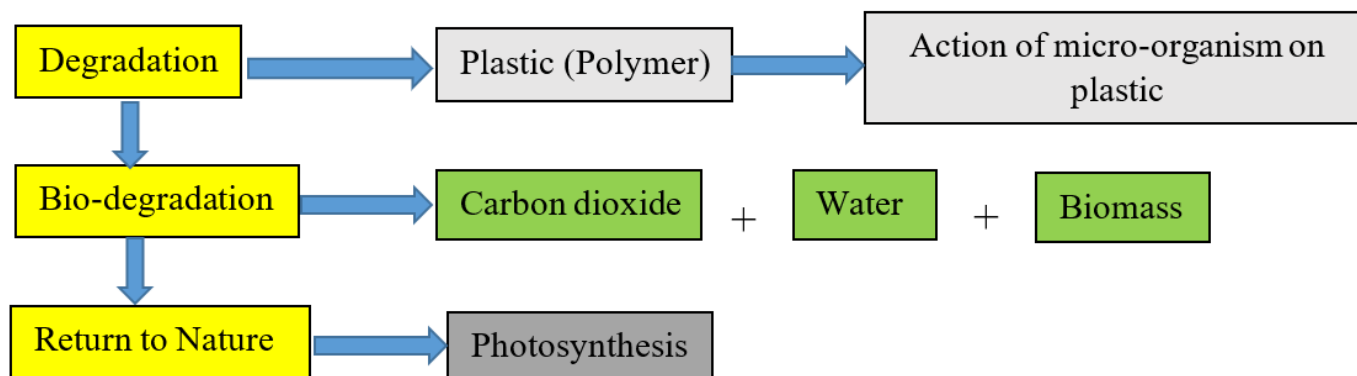 Degradation
Plastic (Polymer)
Action of micro-organism on
plastic
Bio-degradation
Carbon dioxide
+
Water
+
Biomass
Return to Nature
Photosynthesis